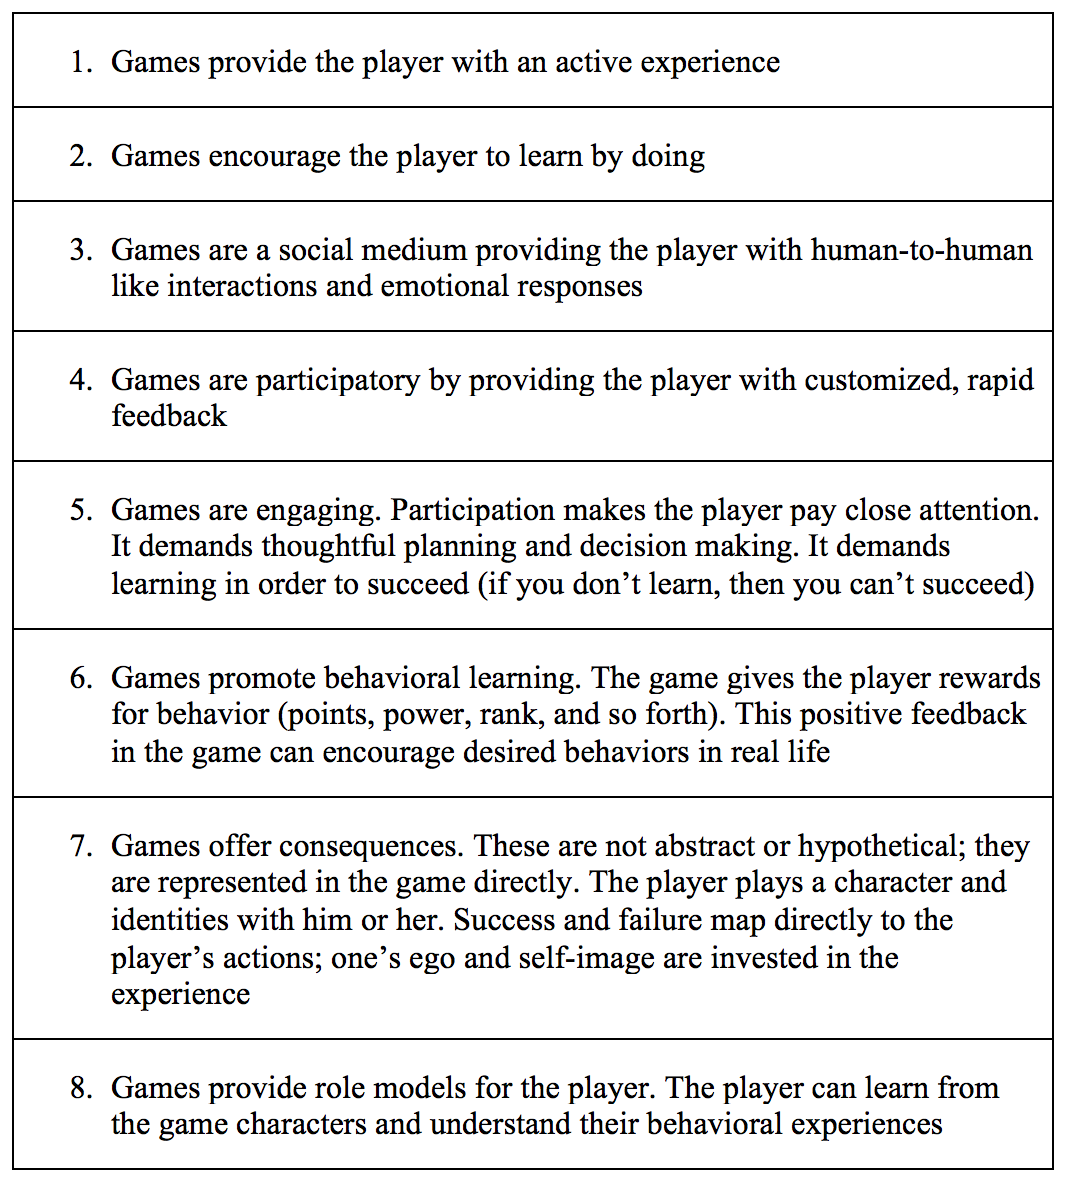 1. Games provide the player with an active experience
2. Games encourage the player to learn by doing
3. Games are a social medium providing the player with human-to-human
like interactions and emotional responses
4. Games are participatory by providing the player with customized, rapid
feedback
5. Games are engaging. Participation makes the player pay close attention.
It demands thoughtful planning and decision making. It demands
learning in order to succeed (if you don’t learn, then you can’t succeed)
6. Games promote behavioral learning. The game gives the player rewards
for behavior (points, power, rank, and so forth). This positive feedback
in the game can encourage desired behaviors in real life
7. Games offer consequences. These are not abstract or hypothetical; they
are represented in the game directly. The player plays a character and
identities with him or her. Success and failure map directly to the
player’s actions; one’s ego and self-image are invested in the
experience
8. Games provide role models for the player. The player can learn from
the game characters and understand their behavioral experiences